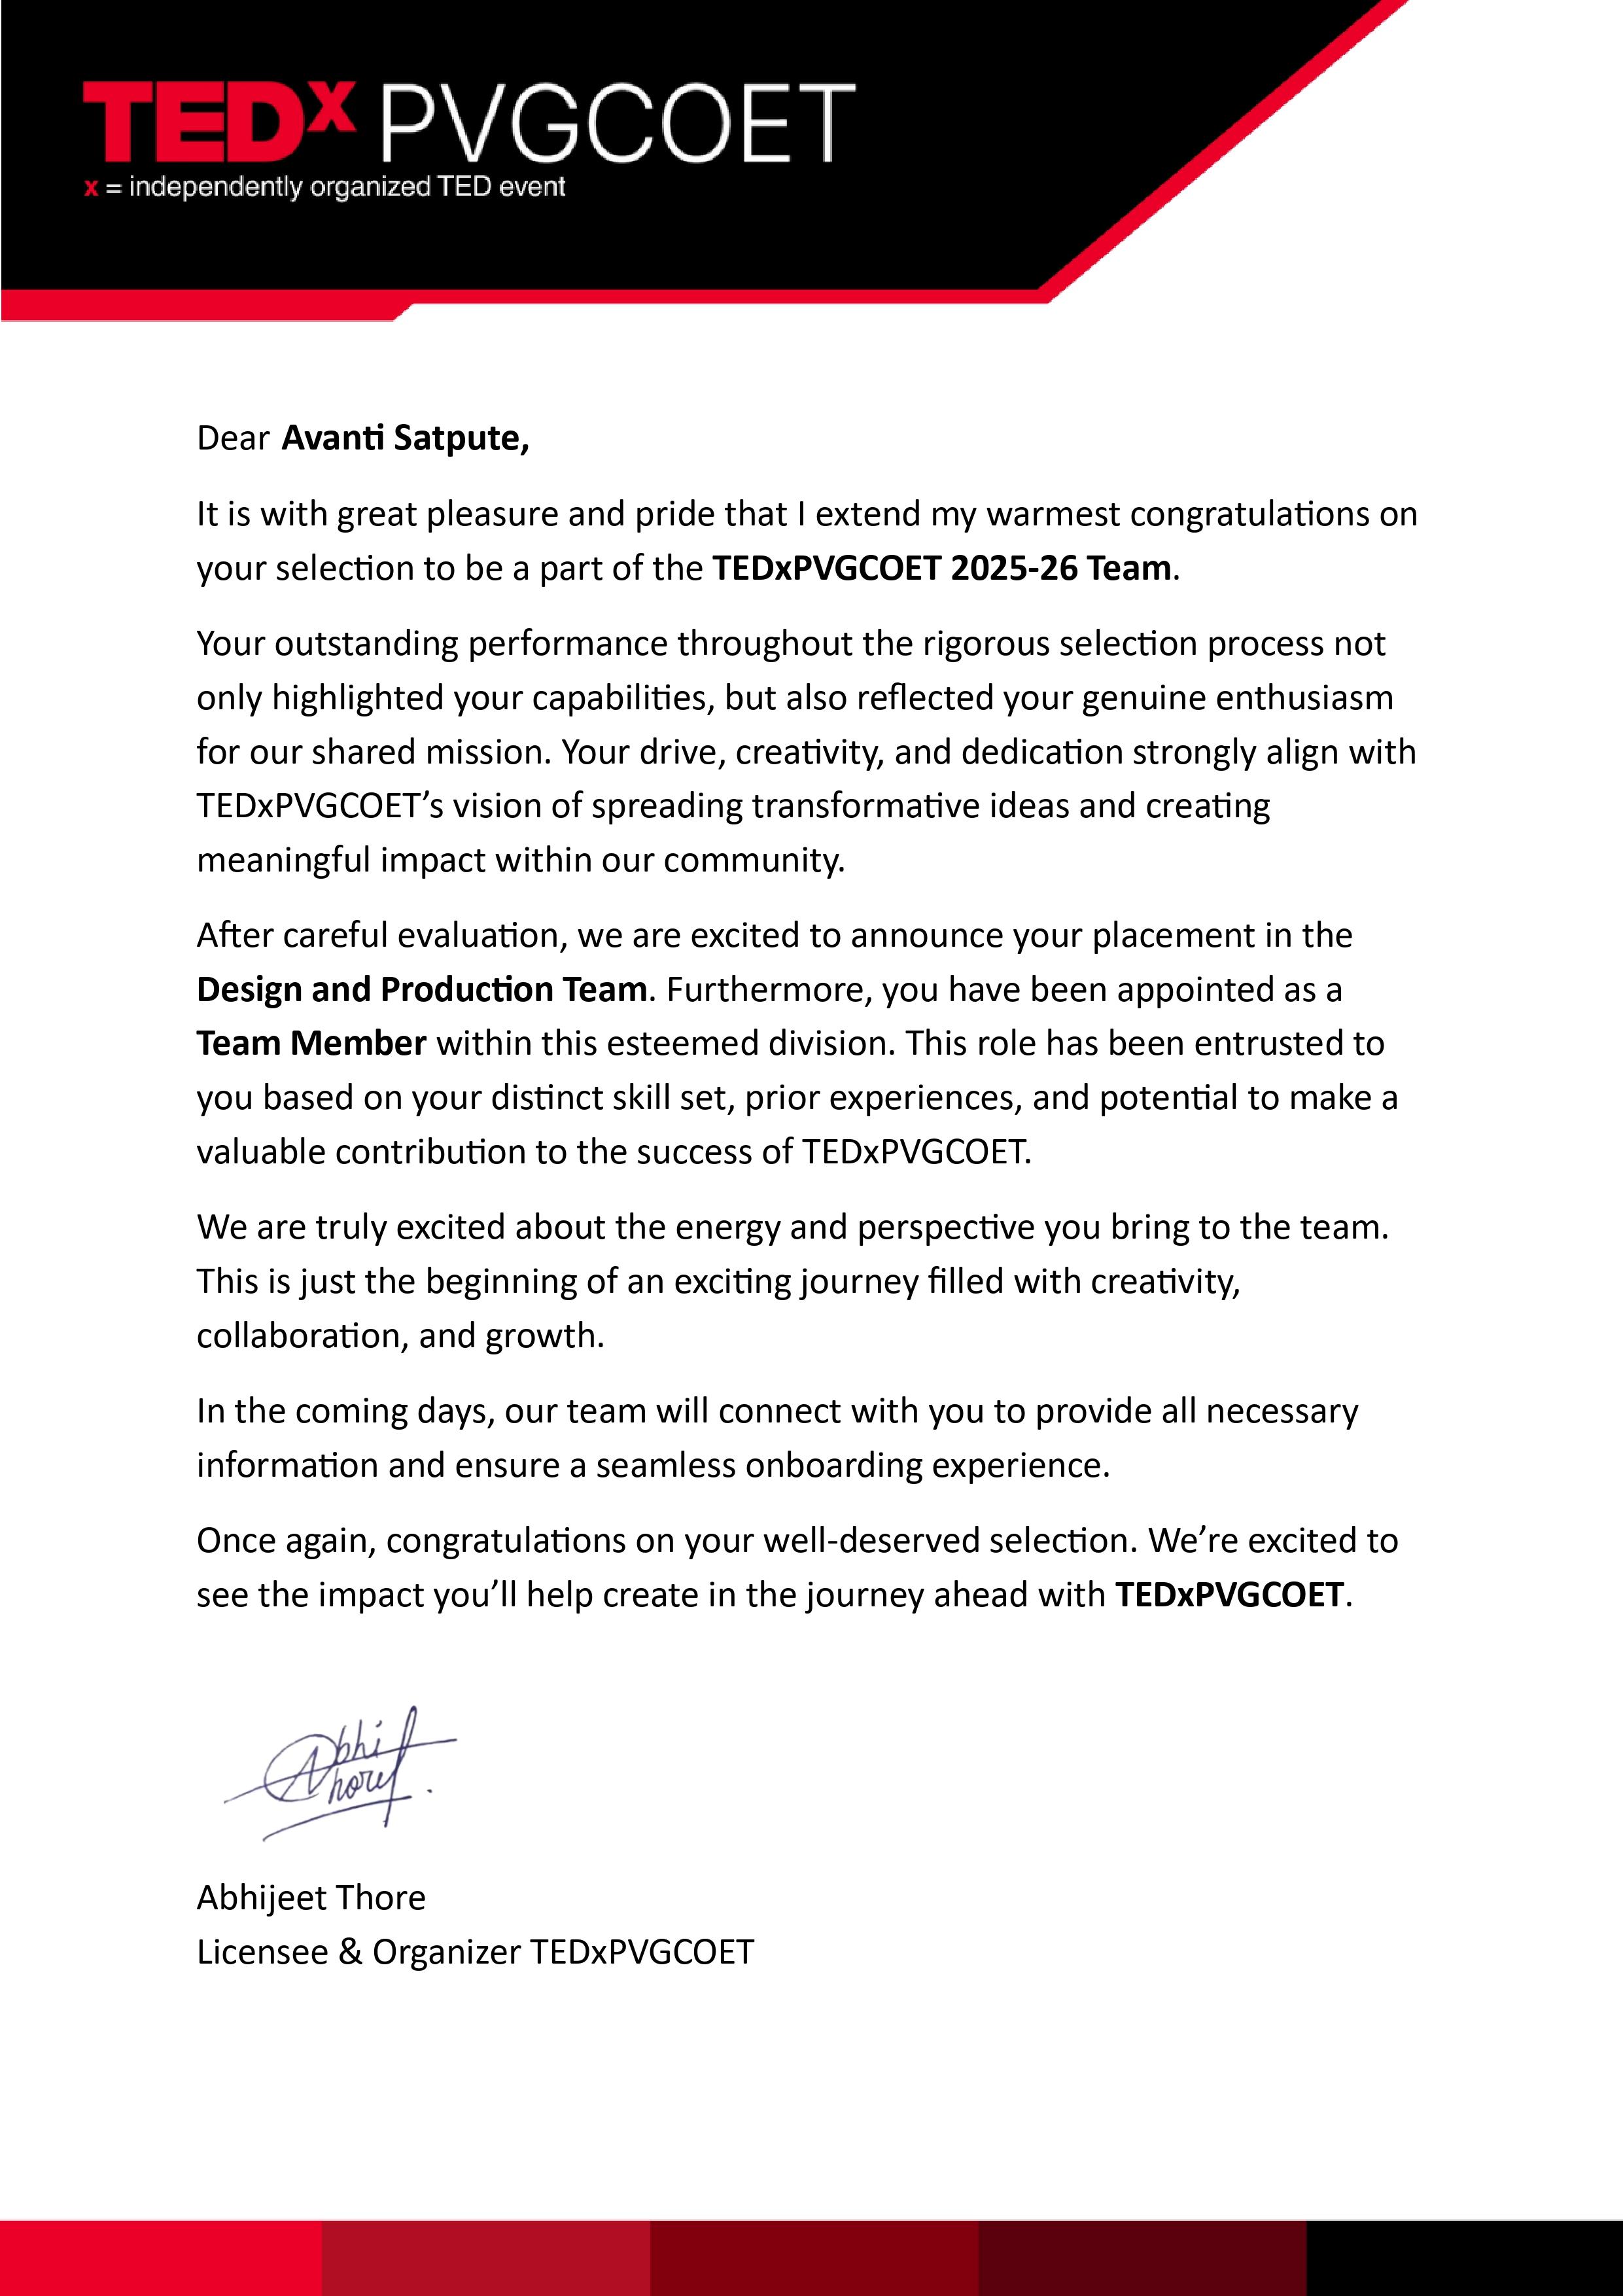 TEDx PVGCOET
x = independently organized TED event
Dear Avanti Satpute,
It is with great pleasure and pride that I extend my warmest congratulations on
your selection to be a part of the TEDxPVGCOET 2025-26 Team.
Your outstanding performance throughout the rigorous selection process not
only highlighted your capabilities, but also reflected your genuine enthusiasm
for our shared mission. Your drive, creativity, and dedication strongly align with
TEDxPVGCOET’s vision of spreading transformative ideas and creating
meaningful impact within our community.
After careful evaluation, we are excited to announce your placement in the
Design and Production Team. Furthermore, you have been appointed as a
Team Member within this esteemed division. This role has been entrusted to
you based on your distinct skill set, prior experiences, and potential to make a
valuable contribution to the success of TEDxPVGCOET.
We are truly excited about the energy and perspective you bring to the team.
This is just the beginning of an exciting journey filled with creativity,
collaboration, and growth.
In the coming days, our team will connect with you to provide all necessary
information and ensure a seamless onboarding experience.
Once again, congratulations on your well-deserved selection. We’re excited to
see the impact you’ll help create in the journey ahead with TEDxPVGCOET.
Abhijeet Thore
Licensee & Organizer TEDxPVGCOET